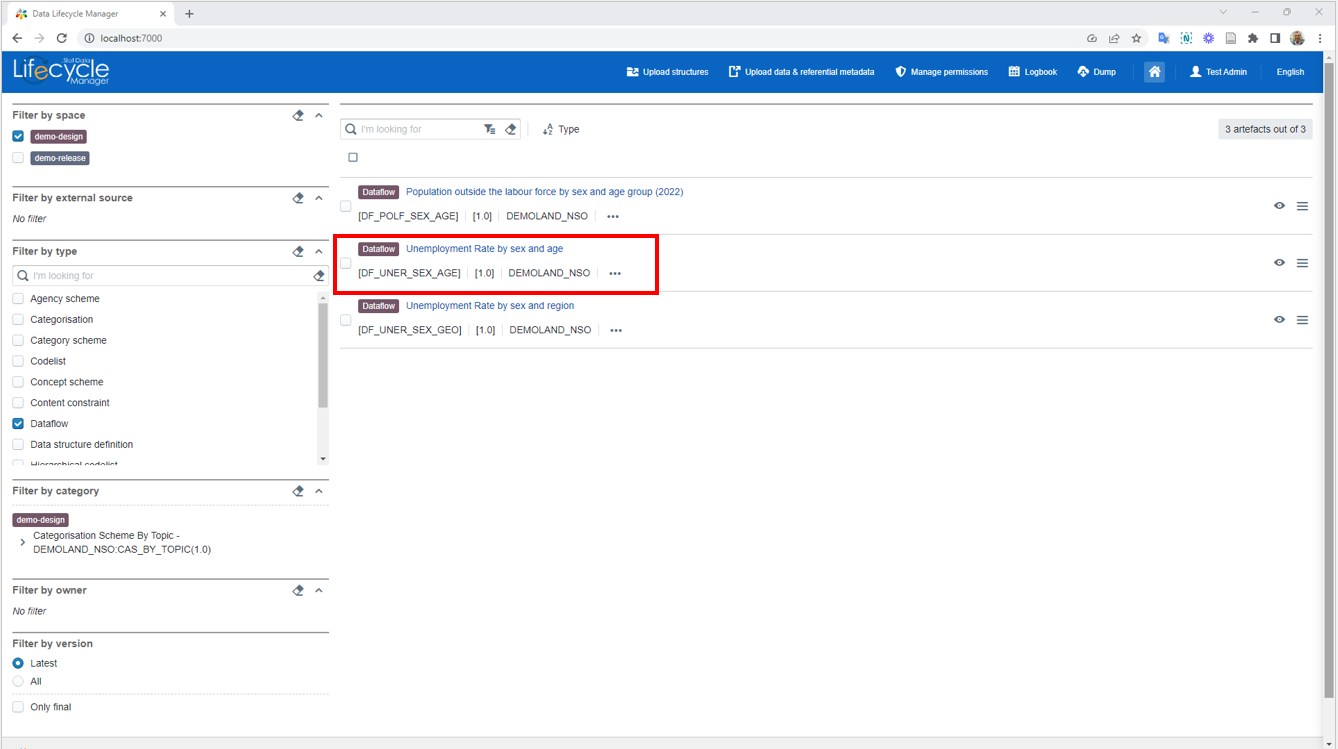 Data Lifecycle Manager
localhost:7000
Stat Data
Lifecycle
Manager
Upload structures
Upload data & referential metadata
Manage permissions
Logbook
Dump
Test Admin
English
Filter by space
demo-design
demo-release
Filter by external source
No filter
Filter by type
I'm looking for
Agency scheme
Categorisation
Category scheme
Codelist
Concept scheme
Content constraint
Dataflow
Data structure definition
Hierarchical codelist
Filter by category
demo-design
Categorisation Scheme By Topic -
DEMOLAND_NSO:CAS_BY_TOPIC(1.0)
Filter by owner
No filter
Filter by version
Latest
All
Only final
I'm looking for
Type
3 artefacts out of 3
Dataflow Population outside the labour force by sex and age group (2022)
[DF_POLF_SEX_AGE] [1.0] DEMOLAND_NSO •••
Dataflow Unemployment Rate by sex and age
[DF_UNER_SEX_AGE] [1.0] DEMOLAND_NSO •••
Dataflow Unemployment Rate by sex and region
[DF_UNER_SEX_GEO] [1.0] DEMOLAND_NSO •••